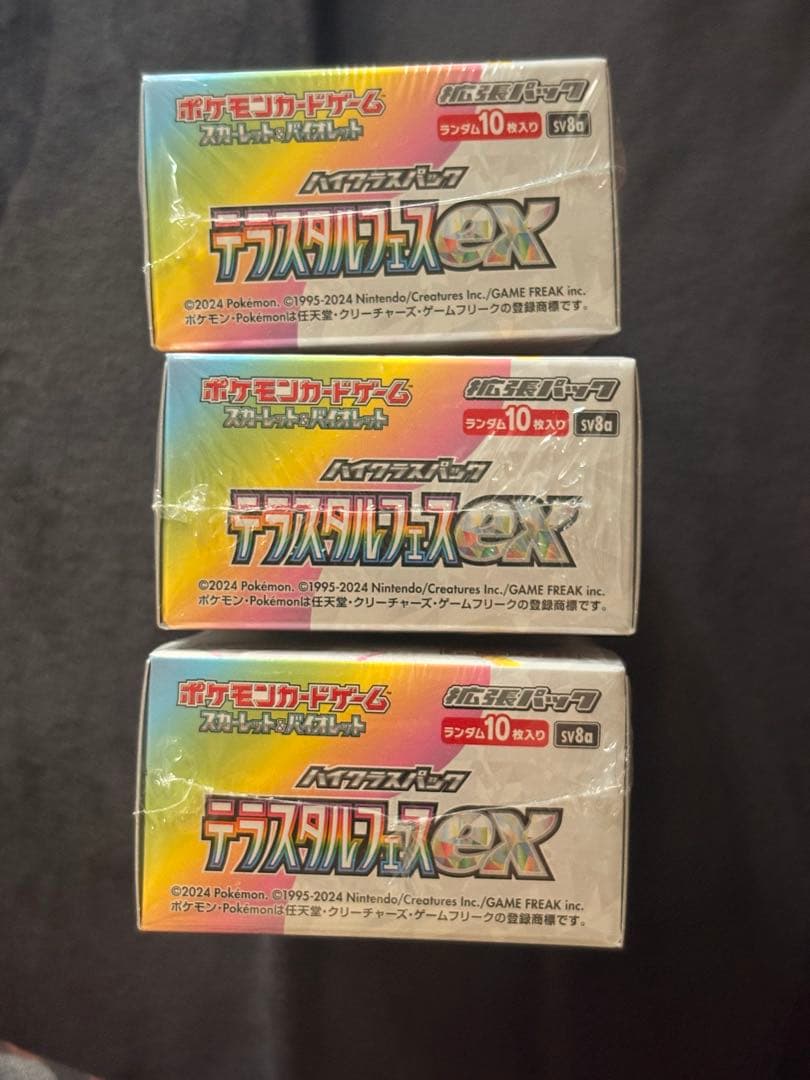 ポケモンカードゲーム
スカーレット&バイオレット
拡張パック
ランダム10枚入り SV8a
ハイクラスパック
テラスタルフェスex
©2024 Pokémon. ©1995-2024 Nintendo/Creatures Inc./GAME FREAK inc.
ポケモン・Pokémonは任天堂・クリーチャーズ・ゲームフリークの登録商標です。
ポケモンカードゲーム
スカーレット&バイオレット
拡張パック
ランダム10枚入り SV8a
ハイクラスパック
テラスタルフェスex
©2024 Pokémon. ©1995-2024 Nintendo/Creatures Inc./GAME FREAK inc.
ポケモン・Pokémonは任天堂・クリーチャーズ・ゲームフリークの登録商標です。
ポケモンカードゲーム
スカーレット&バイオレット
拡張パック
ランダム10枚入り SV8a
ハイクラスパック
テラスタルフェスex
©2024 Pokémon. ©1995-2024 Nintendo/Creatures Inc./GAME FREAK inc.
ポケモン・Pokémonは任天堂・クリーチャーズ・ゲームフリークの登録商標です。